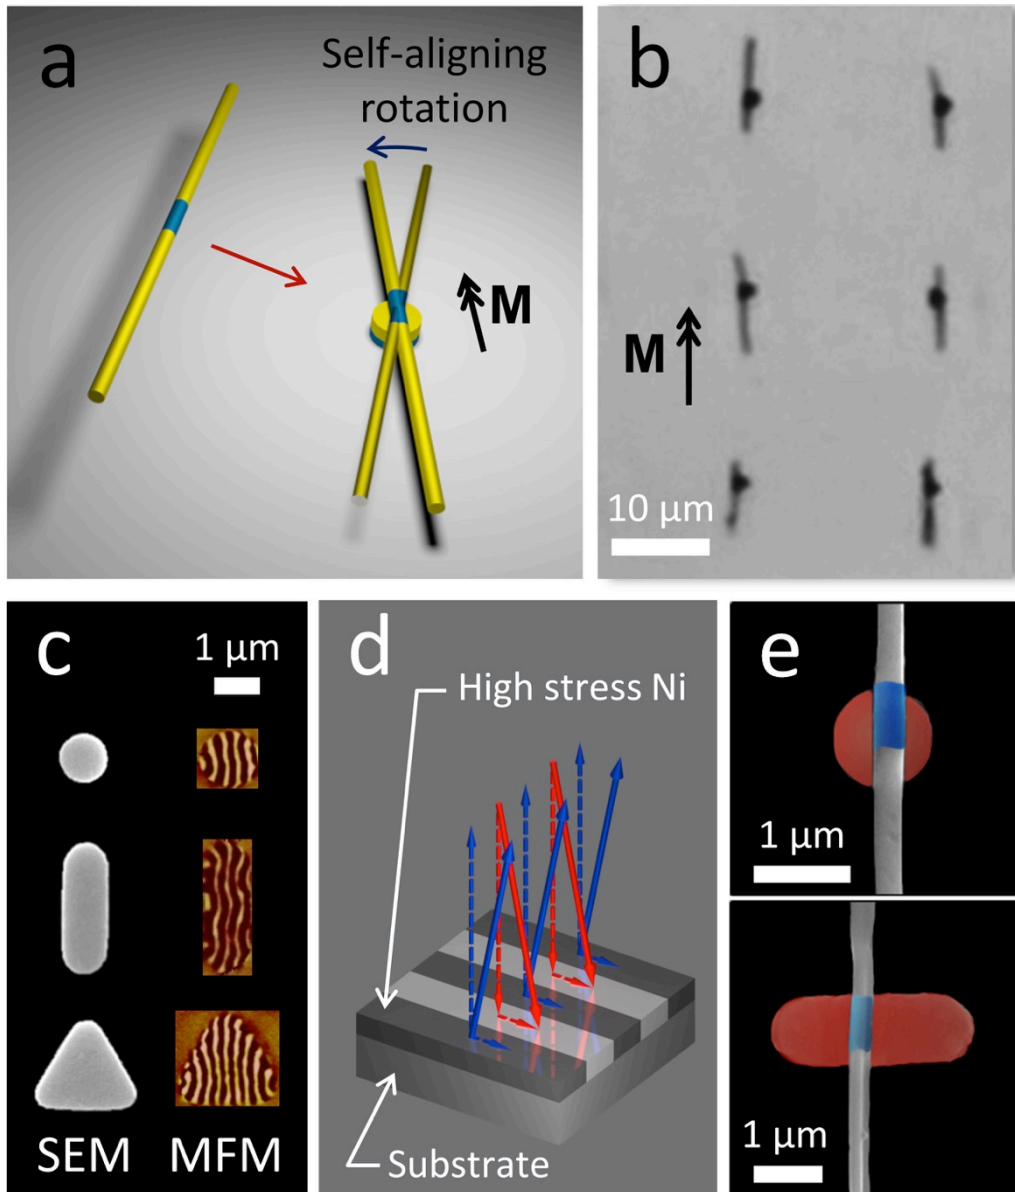 a
Self-aligning
rotation
M
b
M
10 μm
c
1 μm
SEM MFM
d
High stress Ni
Substrate
e
1 μm
1 μm